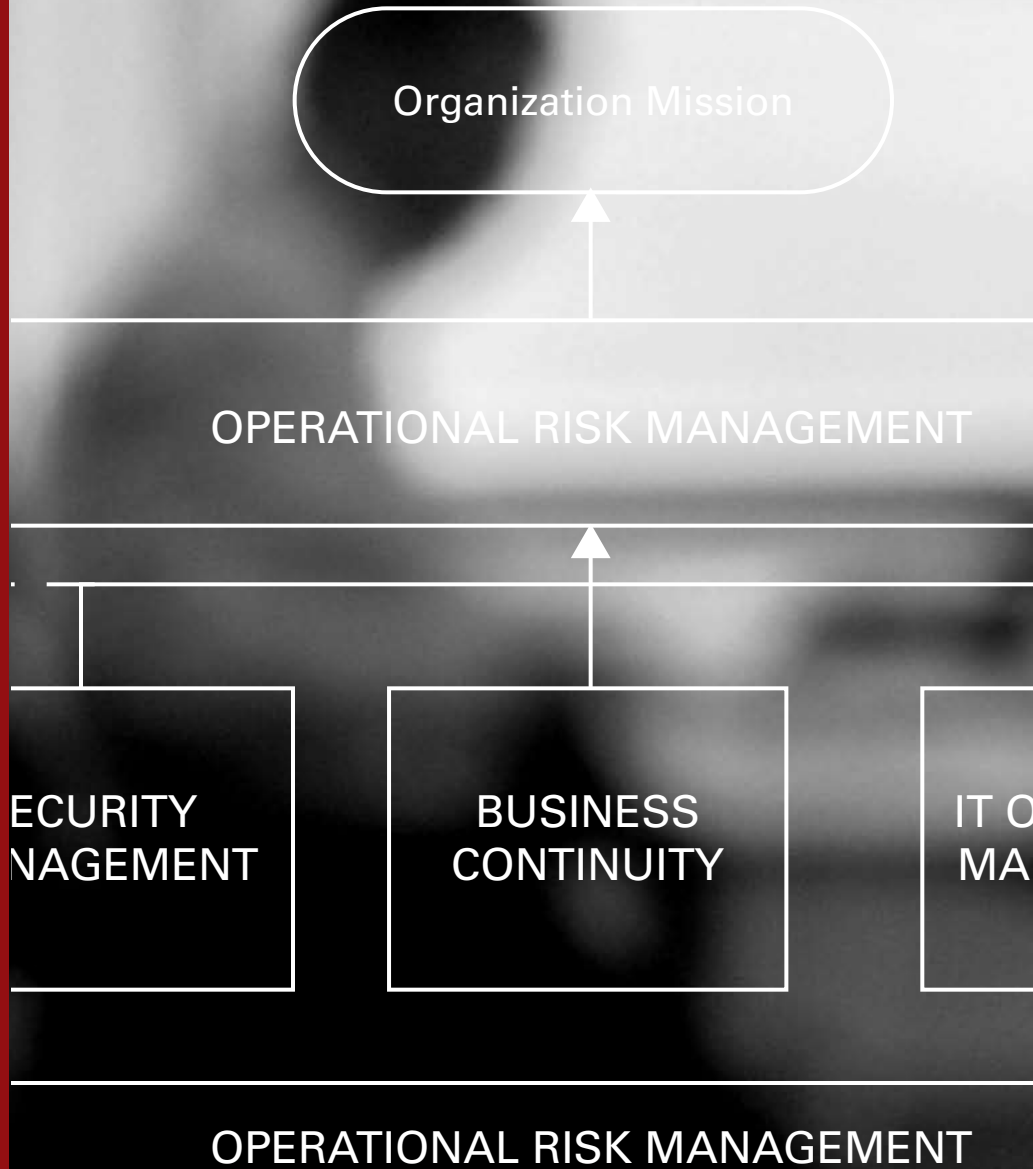 Organization Mission
OPERATIONAL RISK MANAGEMENT
ECURITY
NAGEMENT
BUSINESS
CONTINUITY
IT O
MA
OPERATIONAL RISK MANAGEMENT